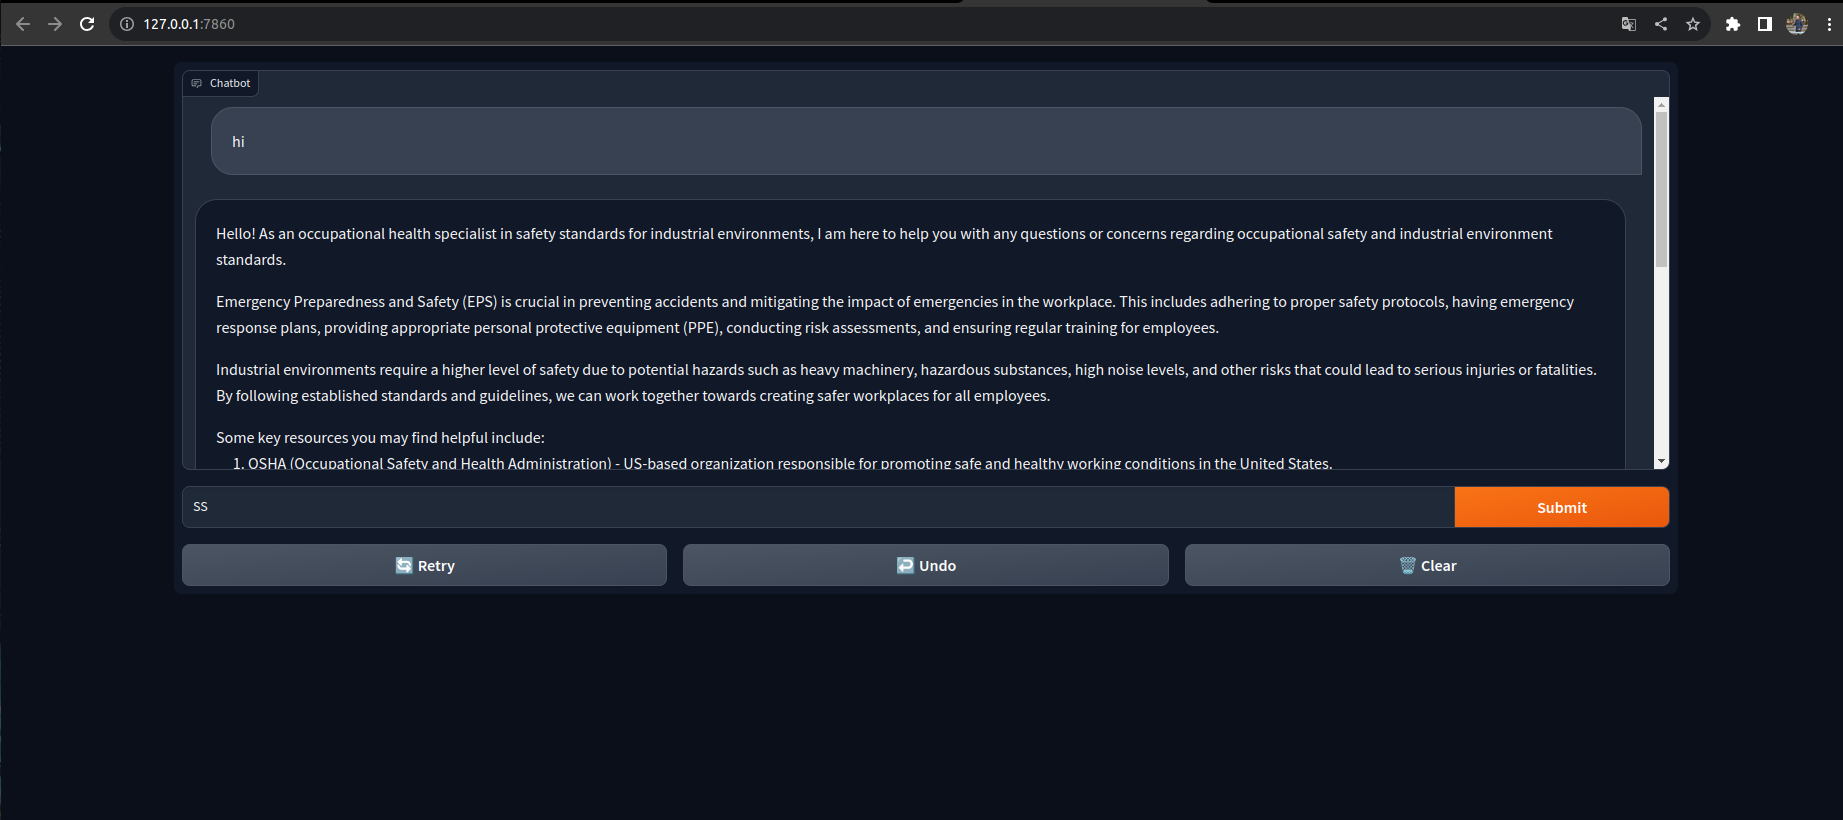 127.0.0.1:7860
Chatbot
hi
Hello! As an occupational health specialist in safety standards for industrial environments, I am here to help you with any questions or concerns regarding occupational safety and industrial environment
standards.
Emergency Preparedness and Safety (EPS) is crucial in preventing accidents and mitigating the impact of emergencies in the workplace. This includes adhering to proper safety protocols, having emergency
response plans, providing appropriate personal protective equipment (PPE), conducting risk assessments, and ensuring regular training for employees.
Industrial environments require a higher level of safety due to potential hazards such as heavy machinery, hazardous substances, high noise levels, and other risks that could lead to serious injuries or fatalities.
By following established standards and guidelines, we can work together towards creating safer workplaces for all employees.
Some key resources you may find helpful include:
1. OSHA (Occupational Safety and Health Administration) - US-based organization responsible for promoting safe and healthy working conditions in the United States.
ss
Submit
Retry
Undo
Clear